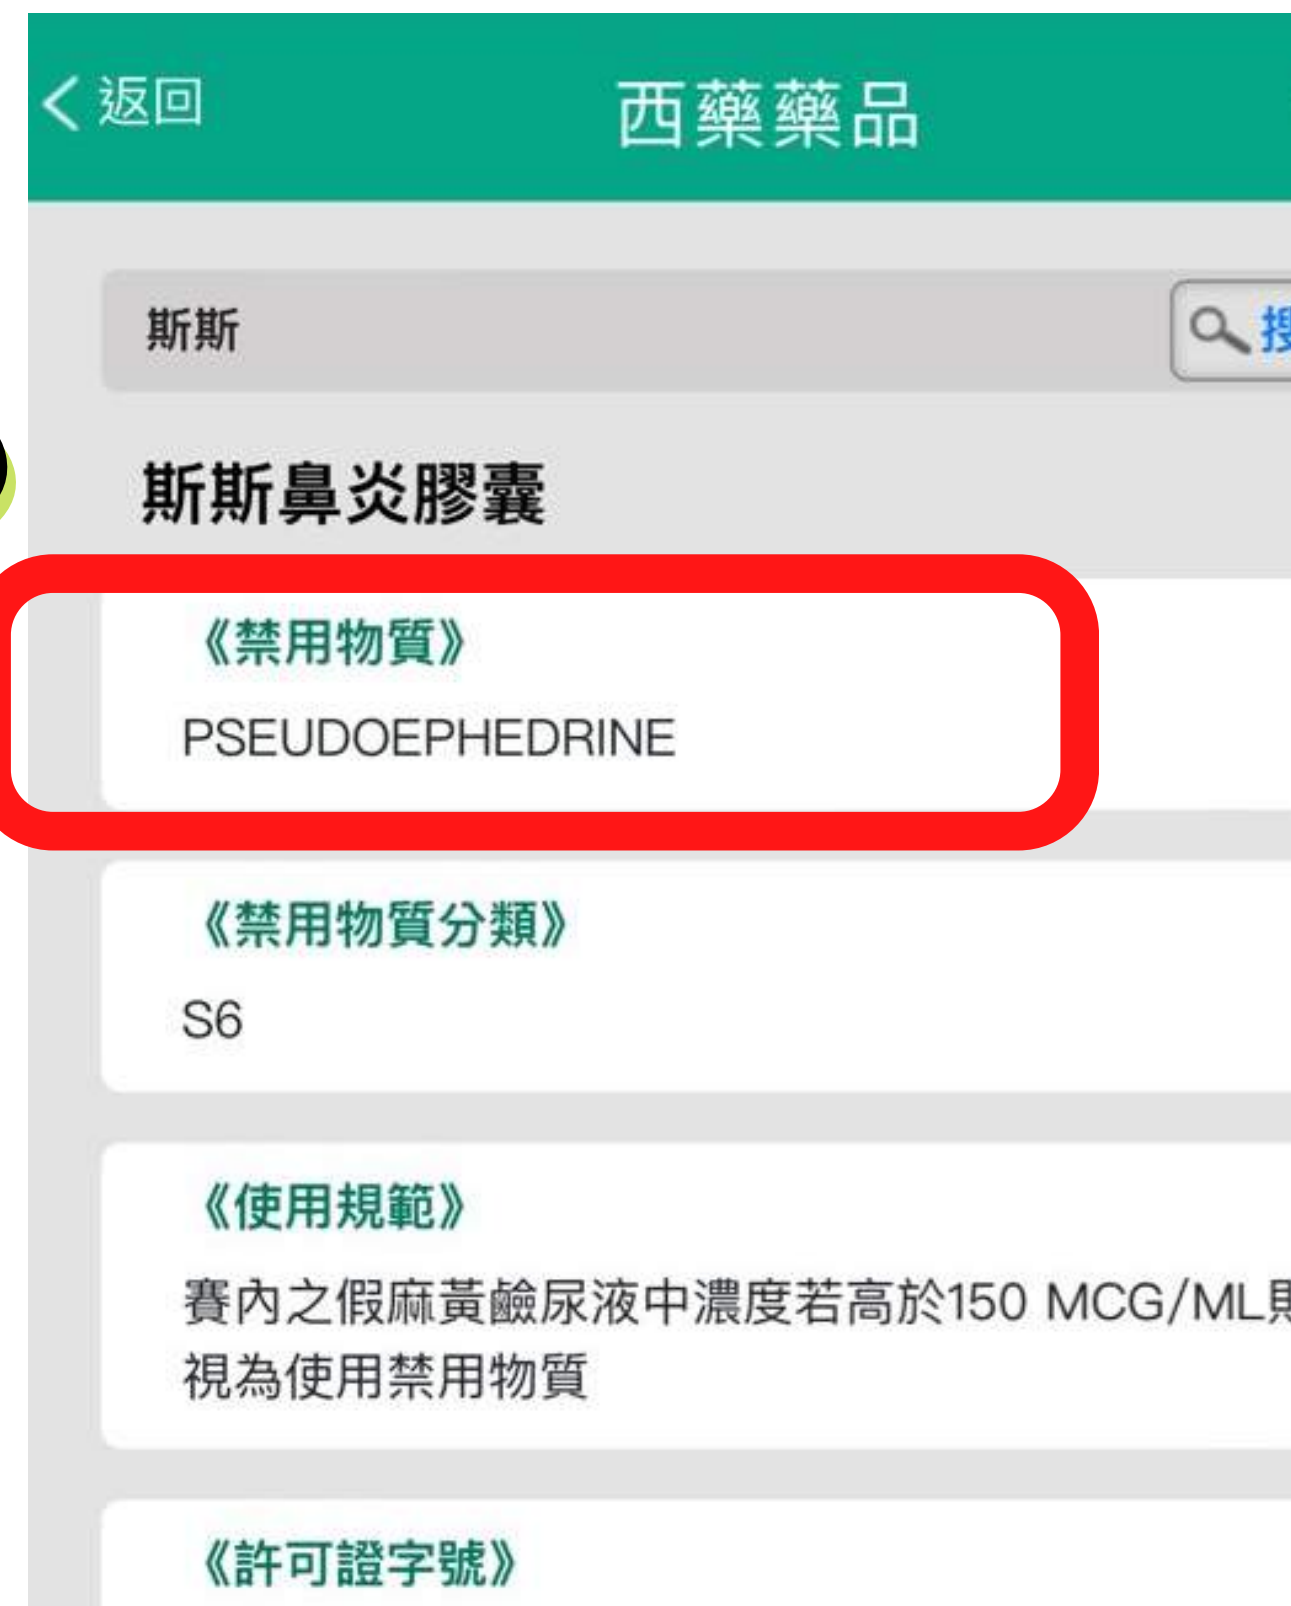 返回
西藥藥品
斯斯
斯斯鼻炎膠囊
《禁用物質》
PSEUDOEPHEDRINE
《禁用物質分類》
S6
《使用規範》
賽內之假麻黃鹼尿液中濃度若高於150 MCG/ML
視為使用禁用物質
《許可證字號》